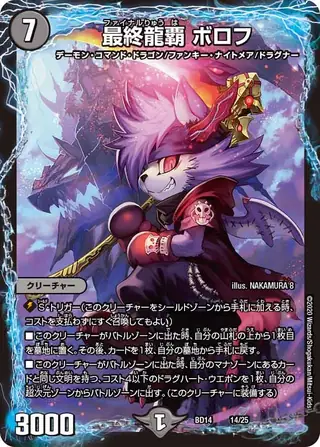 7
ファイナルりゅう は
最終龍覇 ボロフ
デーモン・コマンド・ドラゴン/ファンキー・ナイトメア/ドラグナー
illus. NAKAMURA 8
クリーチャー
S・トリガー(このクリーチャーをシールドゾーンから手札に加える時、
コストを支払わずにすぐ召喚してもよい)
■このクリーチャーがバトルゾーンに出た時、自分の山札の上から1枚
目を墓地に置く。その後、カードを1枚、自分の墓地から手札に戻す。
■このクリーチャーがバトルゾーンに出た時、自分のマナゾーンにあるカー
ドと同じ文明を持つ、コスト4以下のドラグハート・ウエポンを1枚、自分の
超次元ゾーンからバトルゾーンに出す。(このクリーチャーに装備する)
3000
1
BD14
14/25
©2020 Wizards/Shogakukan/Mitsui-Kids